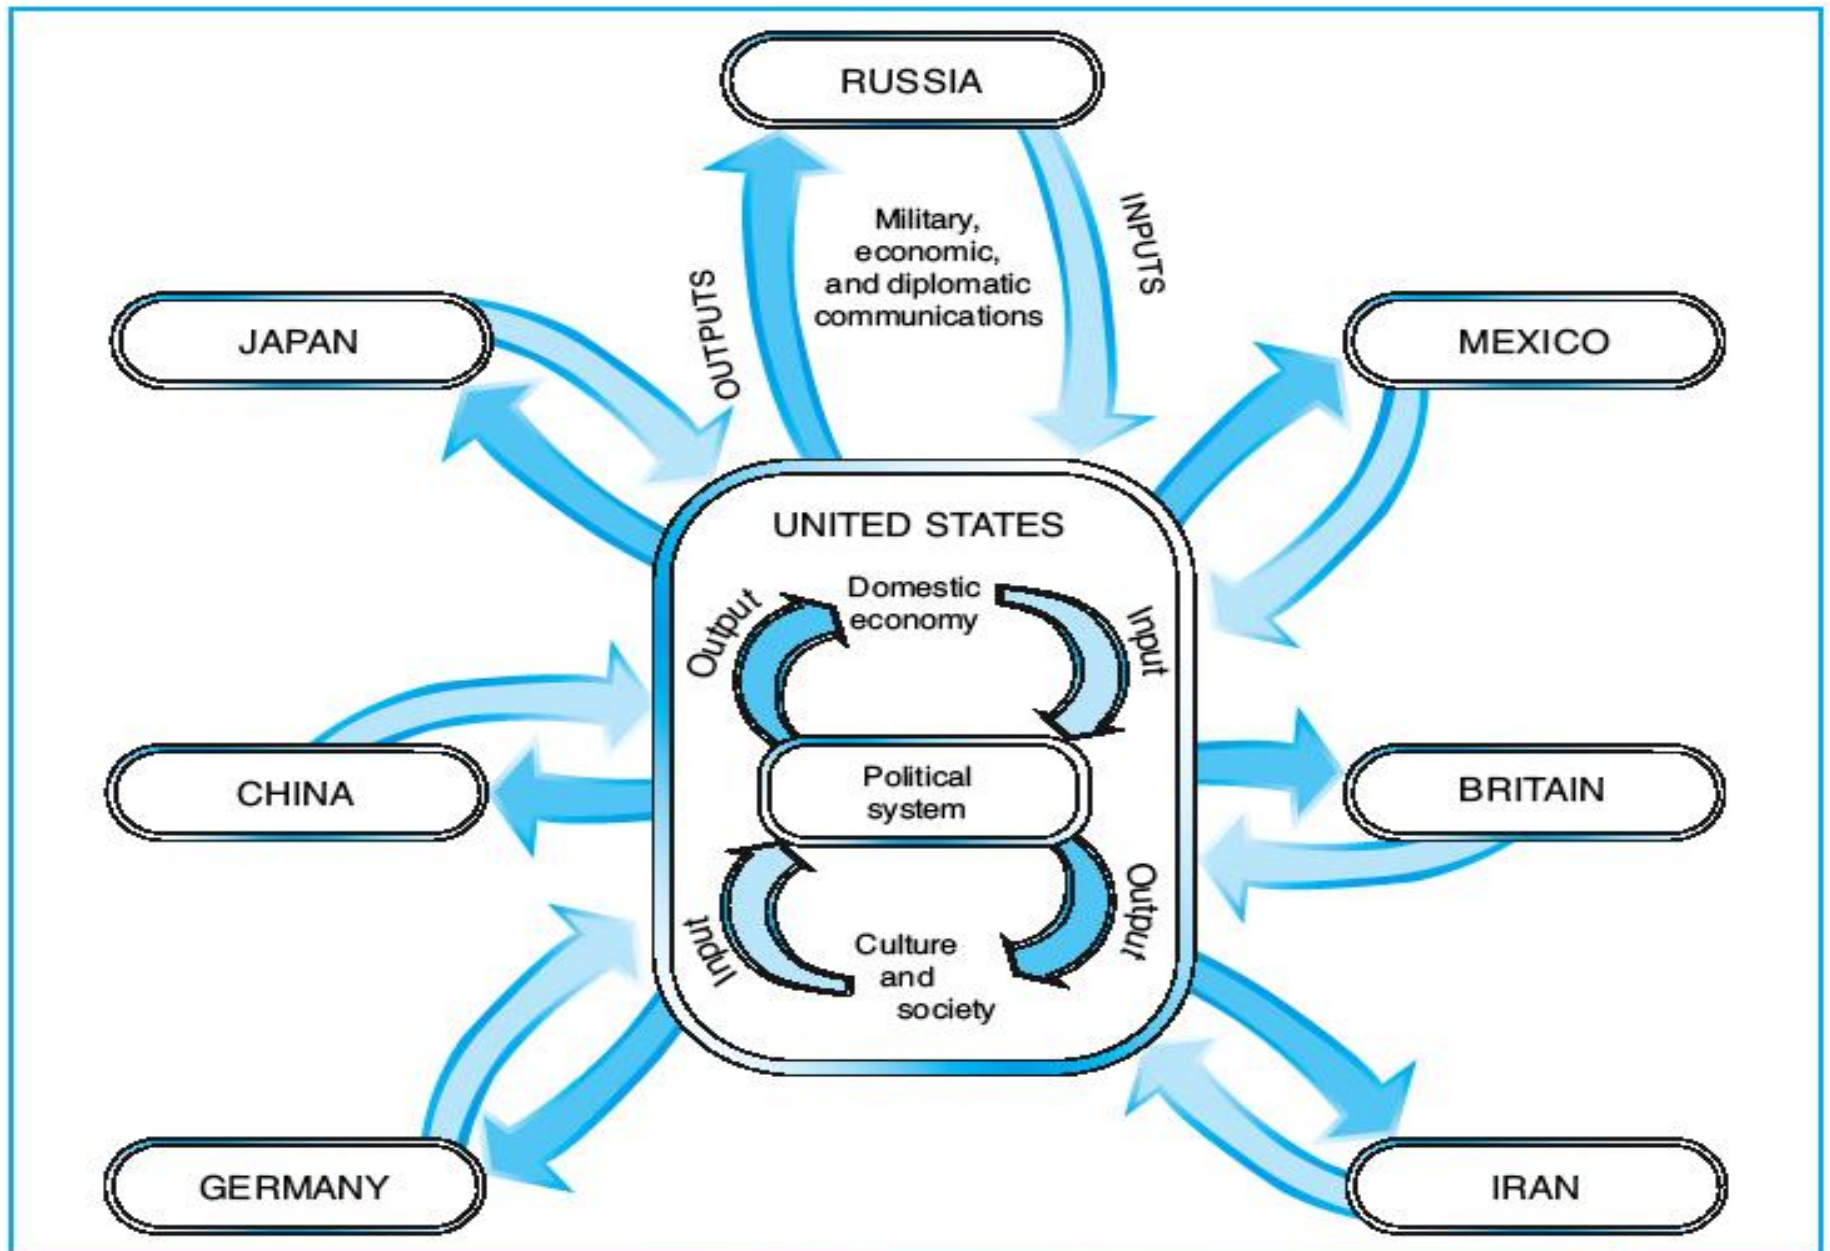 RUSSIA
Military,
economic,
and diplomatic
communications
OUTPUTS
INPUTS
JAPAN
MEXICO
UNITED STATES
Domestic
economy
Output
Input
Political
system
CHINA
BRITAIN
Input
Output
Culture
and
society
GERMANY
IRAN